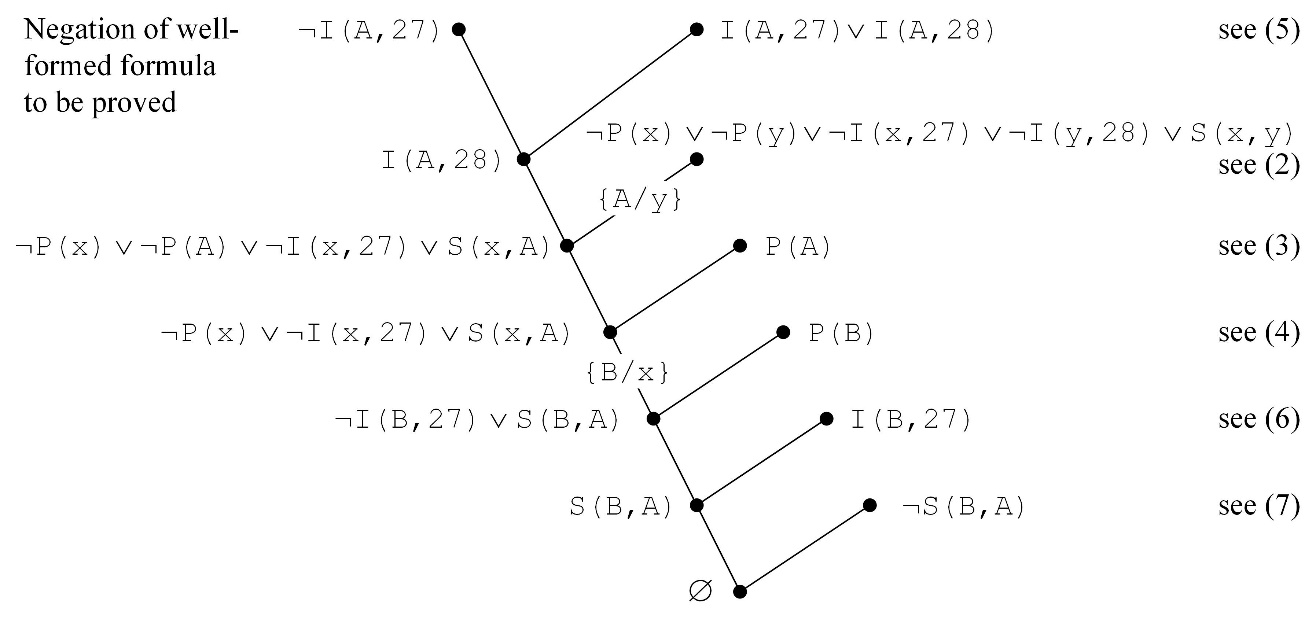 Negation of well-
formed formula
to be proved
¬I(A,27)
I(A,27)∨I(A,28)
see (5)
¬P(x) ∨¬P(y)∨¬I(x,27) ∨¬I(y,28) ∨S(x,y)
I(A,28)
see (2)
{A/y}
¬P(x) ∨¬P(A) ∨¬I(x,27) ∨S(x,A)
P(A)
see (3)
¬P(x) ∨¬I(x,27) ∨S(x,A)
P(B)
see (4)
{B/x}
¬I(B,27) ∨S(B,A)
I(B,27)
see (6)
S(B,A)
¬S(B,A)
see (7)
∅